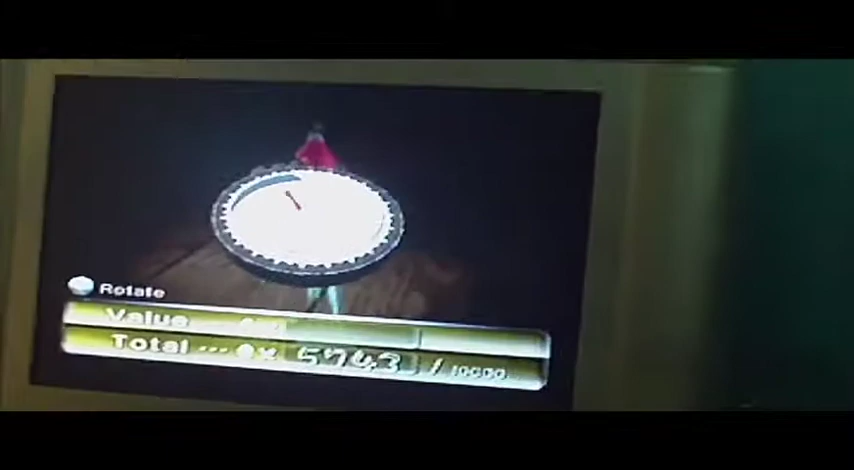 Rotate
Value
Total ... x 5743 / 10000